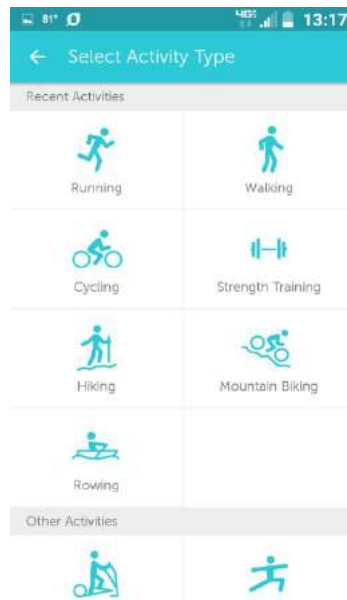 81° 4G 13:17
Select Activity Type
Recent Activities
Running Walking
Cycling Strength Training
Hiking Mountain Biking
Rowing
Other Activities